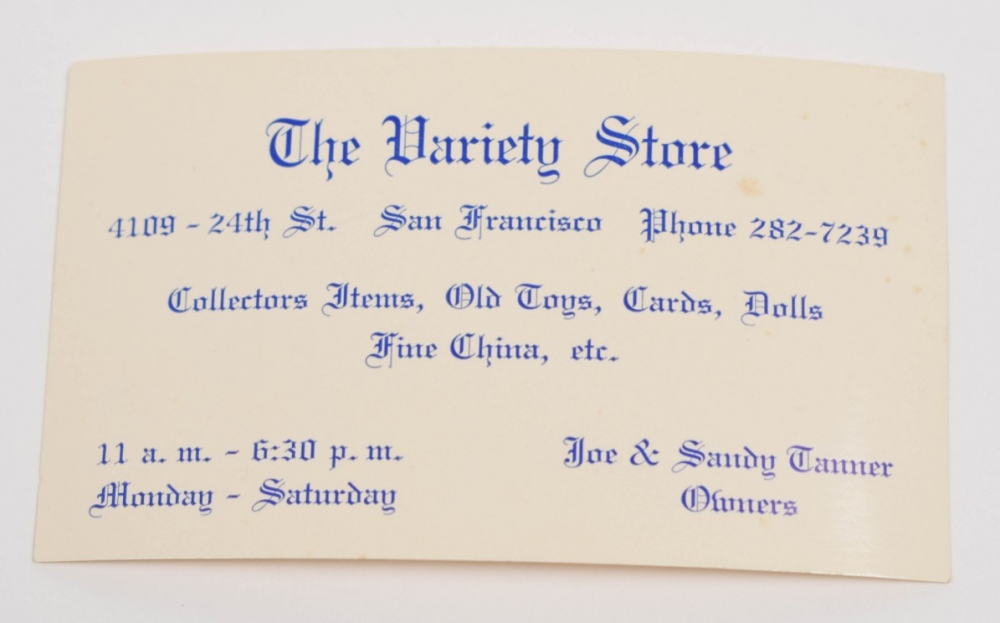 The Variety Store
4109 - 24th St. San Francisco Phone 282-7239
Collectors Items, Old Toys, Cards, Dolls
Fine China, etc.
11 a. m. - 6:30 p. m.
Monday - Saturday
Joe & Sandy Tanner
Owners